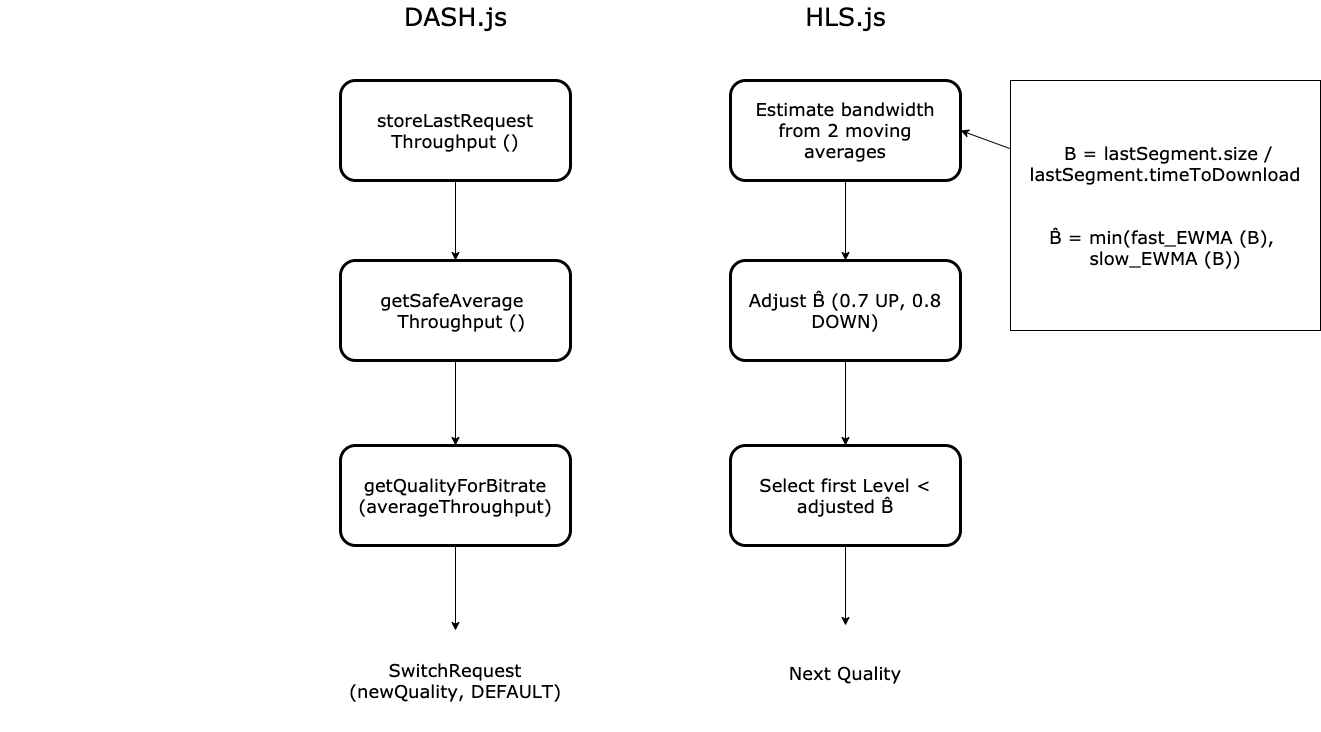 DASH.js
storeLastRequest
Throughput ()
getSafeAverage
Throughput ()
getQualityForBitrate
(averageThroughput)
SwitchRequest
(newQuality, DEFAULT)
HLS.js
Estimate bandwidth
from 2 moving
averages
Adjust B̂ (0.7 UP, 0.8
DOWN)
Select first Level <
adjusted B̂
Next Quality
B = lastSegment.size /
lastSegment.timeToDownload
B̂ = min(fast_EWMA (B),
slow_EWMA (B))